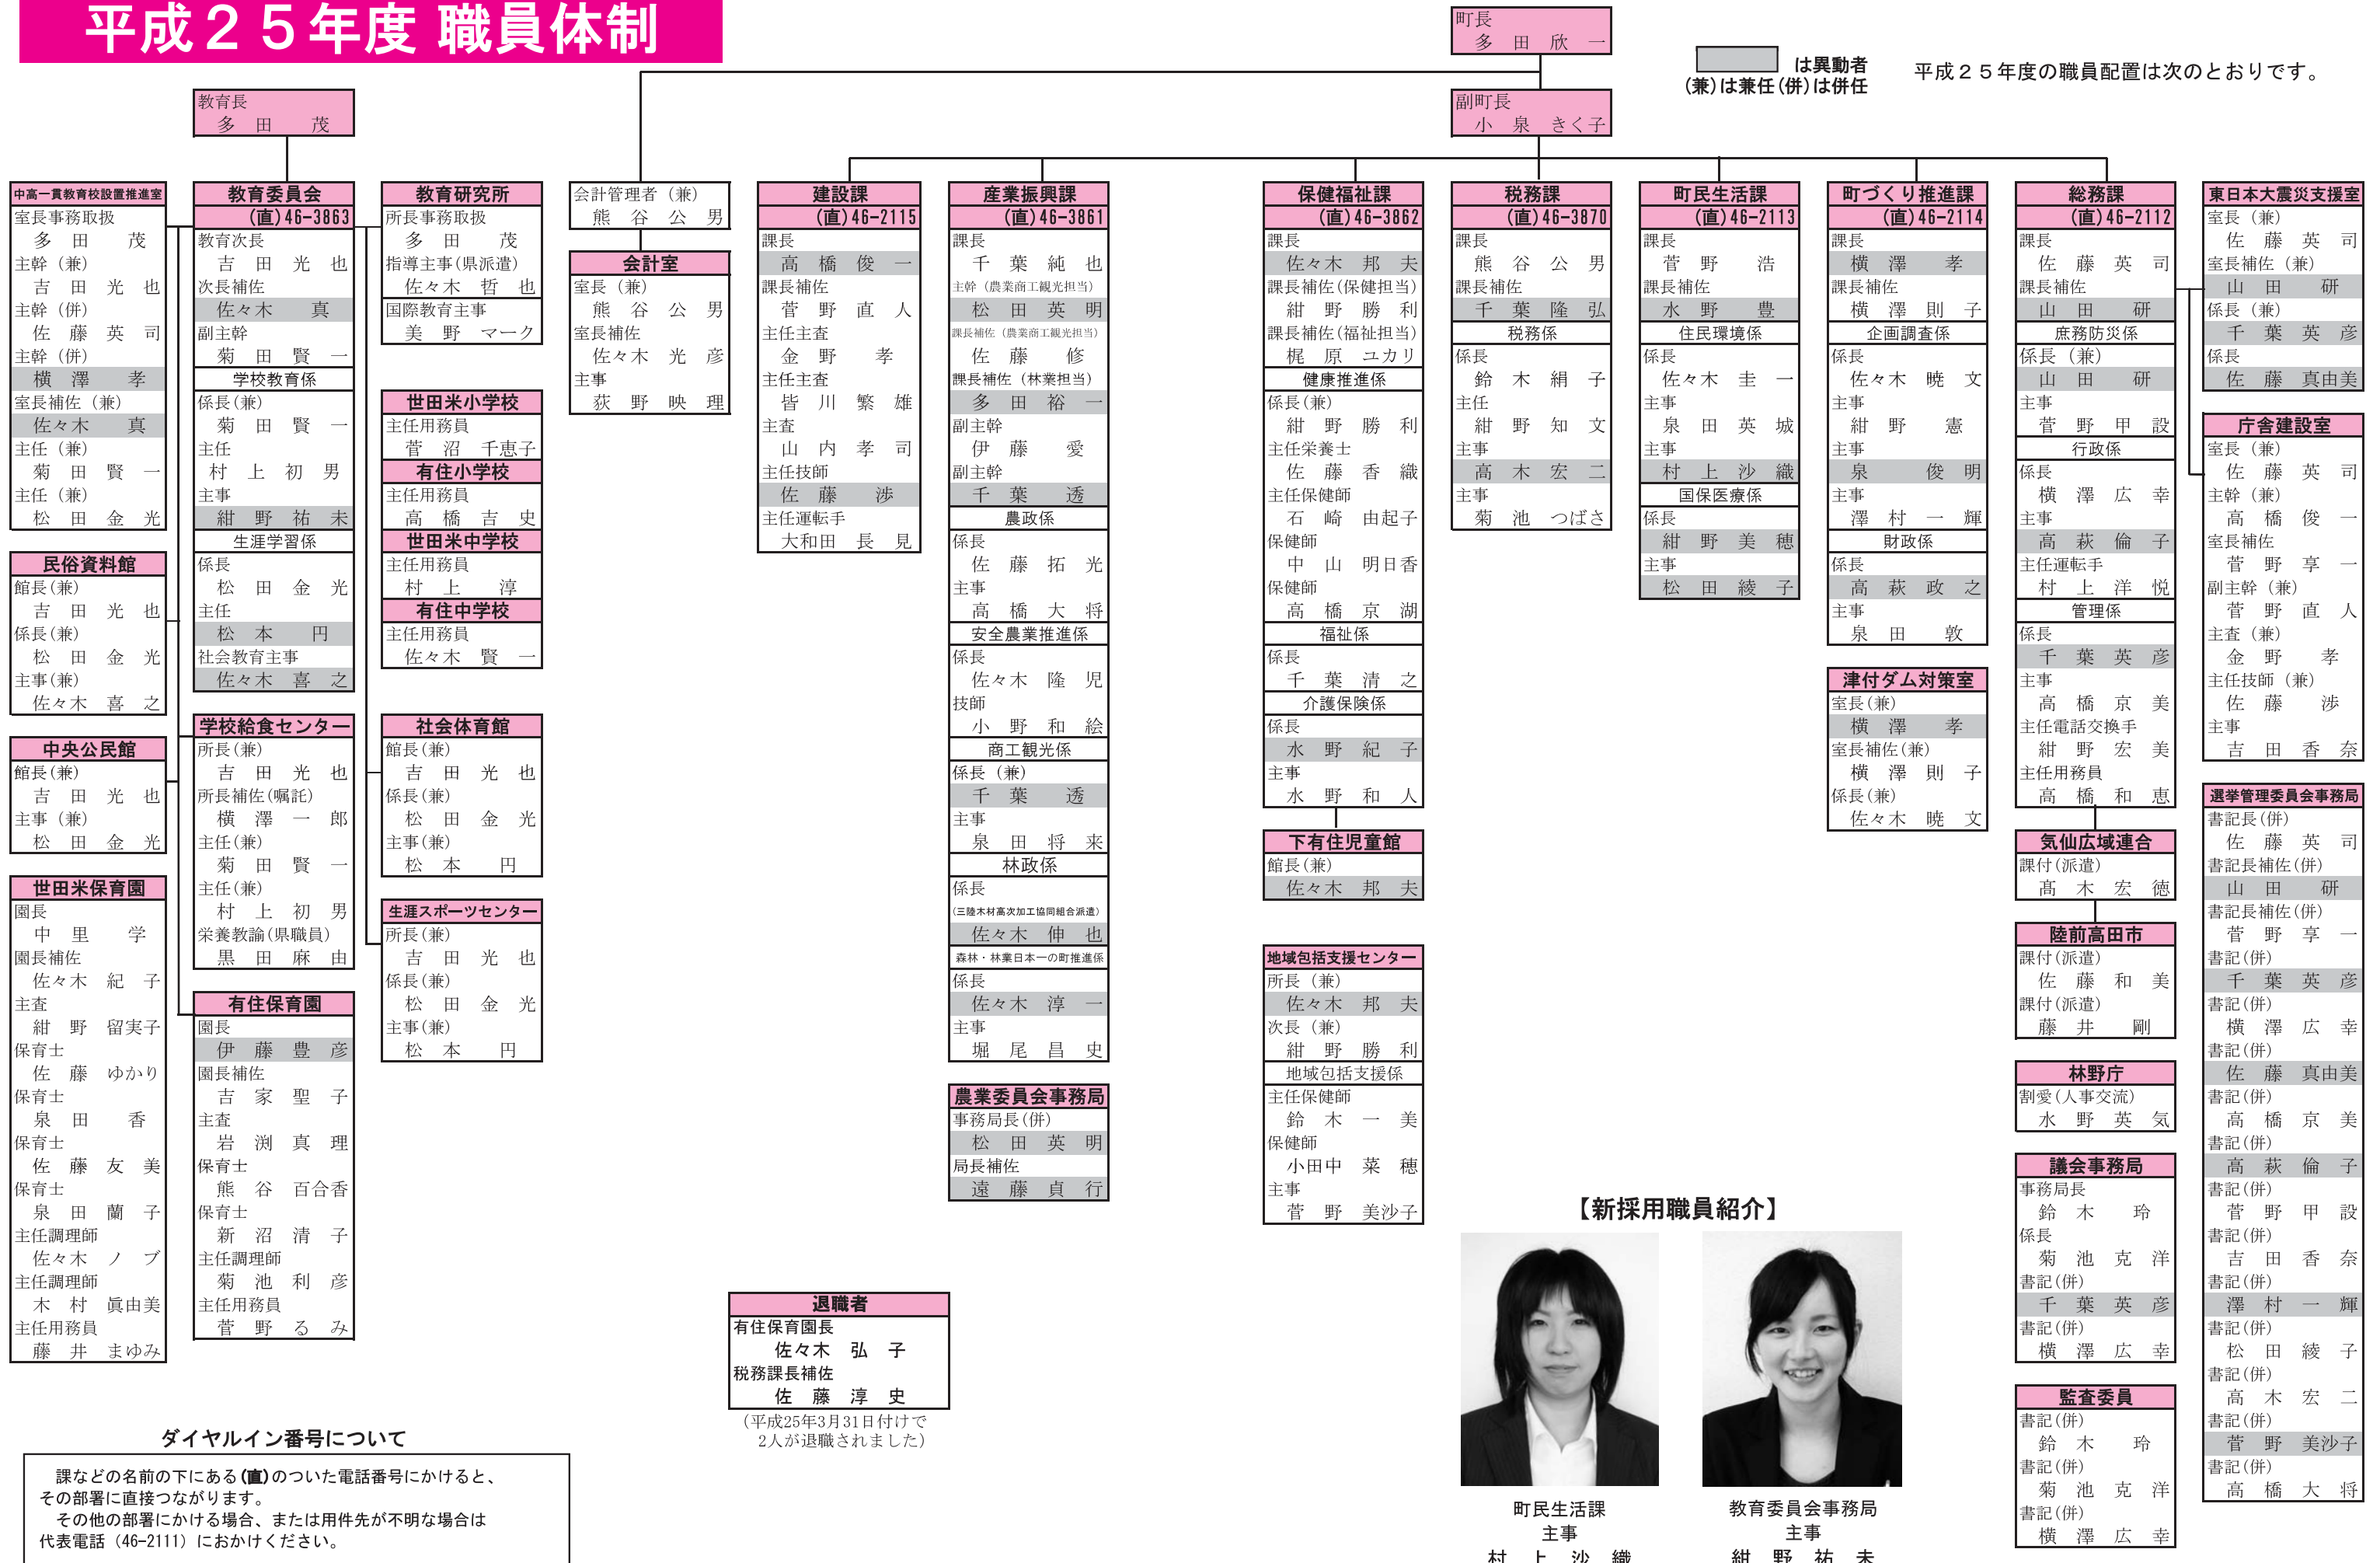 平成２５年度 職員体制
町長
多田欣一
副町長
小泉きく子
は異動者
(兼)は兼任(併)は併任
平成２５年度の職員配置は次のとおりです。
教育長
多田茂
中高一貫教育校設置推進室
室長事務取扱
多田茂
主幹（兼）
吉田光也
主幹（併）
佐藤英司
主幹（併）
横澤孝
室長補佐（兼）
佐々木真
主任（兼）
菊田賢一
主任（兼）
松田金光
民俗資料館
館長(兼)
吉田光也
係長(兼)
松田金光
主事(兼)
佐々木喜之
中央公民館
館長(兼)
吉田光也
主事（兼）
松田金光
世田米保育園
園長
中里学
園長補佐
佐々木紀子
主査
紺野留実子
保育士
佐藤ゆかり
保育士
泉田香
保育士
佐藤友美
保育士
泉田蘭子
主任調理師
佐々木ノブ
主任調理師
木村眞由美
主任用務員
藤井まゆみ
教育委員会
(直)46-3863
教育次長
吉田光也
次長補佐
佐々木真
副主幹
菊田賢一
学校教育係
係長(兼)
菊田賢一
主任
村上初男
主事
紺野祐未
生涯学習係
係長
松田金光
主任
松本円
社会教育主事
佐々木喜之
学校給食センター
所長(兼)
吉田光也
所長補佐(嘱託)
横澤一郎
主任(兼)
菊田賢一
主任(兼)
村上初男
栄養教諭(県職員)
黒田麻由
有住保育園
園長
伊藤豊彦
園長補佐
吉家聖子
主査
岩渕真理
保育士
熊谷百合香
保育士
新沼清子
主任調理師
菊池利彦
主任用務員
菅野るみ
教育研究所
所長事務取扱
多田茂
指導主事(県派遣)
佐々木哲也
国際教育主事
美野マーク
世田米小学校
主任用務員
菅沼千恵子
有住小学校
主任用務員
高橋吉史
世田米中学校
主任用務員
村上淳
有住中学校
主任用務員
佐々木賢一
社会体育館
館長(兼)
吉田光也
係長(兼)
松田金光
主事(兼)
松本円
生涯スポーツセンター
所長(兼)
吉田光也
係長(兼)
松田金光
主事(兼)
松本円
会計管理者（兼）
熊谷公男
会計室
室長（兼）
熊谷公男
室長補佐
佐々木光彦
主事
荻野映理
建設課
(直)46-2115
課長
高橋俊一
課長補佐
菅野直人
主任主査
金野孝
主任主査
皆川繁雄
主査
山内孝司
主任技師
佐藤渉
主任運転手
大和田長見
産業振興課
(直)46-3861
課長
千葉純也
主幹（農業商工観光担当）
松田英明
課長補佐（農業商工観光担当）
佐藤修
課長補佐（林業担当）
多田裕一
副主幹
伊藤愛
副主幹
千葉透
農政係
係長
佐藤拓光
主事
高橋大将
安全農業推進係
係長
佐々木隆児
技師
小野和絵
商工観光係
係長（兼）
千葉透
主事
泉田将来
林政係
係長
(三陸木材高次加工協同組合派遣)
佐々木伸也
森林・林業日本一の町推進係
係長
佐々木淳一
主事
堀尾昌史
農業委員会事務局
事務局長(併)
松田英明
局長補佐
遠藤貞行
保健福祉課
(直)46-3862
課長
佐々木邦夫
課長補佐(保健担当)
紺野勝利
課長補佐(福祉担当)
梶原ユカリ
健康推進係
係長(兼)
紺野勝利
主任栄養士
佐藤香織
主任保健師
石崎由起子
保健師
中山明日香
保健師
高橋京湖
福祉係
係長
千葉清之
介護保険係
係長
水野紀子
主事
水野和人
下有住児童館
館長(兼)
佐々木邦夫
地域包括支援センター
所長（兼）
佐々木邦夫
次長（兼）
紺野勝利
地域包括支援係
主任保健師
鈴木一美
保健師
小田中菜穂
主事
菅野美沙子
税務課
(直)46-3870
課長
熊谷公男
課長補佐
千葉隆弘
税務係
係長
鈴木絹子
主任
紺野知文
主事
高木宏二
主事
菊池つばさ
町民生活課
(直)46-2113
課長
菅野浩
課長補佐
水野豊
住民環境係
係長
佐々木圭一
主事
泉田英城
主事
村上沙織
国保医療係
係長
紺野美穂
主事
松田綾子
町づくり推進課
(直)46-2114
課長
横澤孝
課長補佐
横澤則子
企画調査係
係長
佐々木暁文
主事
紺野憲
主事
泉俊明
主事
澤村一輝
財政係
係長
高萩政之
主事
泉田敦
津付ダム対策室
室長(兼)
横澤孝
室長補佐(兼)
横澤則子
係長(兼)
佐々木暁文
総務課
(直)46-2112
課長
佐藤英司
課長補佐
山田研
庶務防災係
係長（兼）
山田研
主事
菅野甲設
行政係
係長
横澤広幸
主事
高萩倫子
主任運転手
村上洋悦
管理係
係長
千葉英彦
主事
高橋京美
主任電話交換手
紺野宏美
主任用務員
高橋和恵
気仙広域連合
課付(派遣)
髙木宏徳
陸前高田市
課付(派遣)
佐藤和美
課付(派遣)
藤井剛
林野庁
割愛(人事交流)
水野英気
議会事務局
事務局長
鈴木玲
係長
菊池克洋
書記(併)
千葉英彦
書記(併)
横澤広幸
監査委員
書記(併)
鈴木玲
書記(併)
菊池克洋
書記(併)
横澤広幸
東日本大震災支援室
室長（兼）
佐藤英司
室長補佐（兼）
山田研
係長（兼）
千葉英彦
係長
佐藤真由美
庁舎建設室
室長（兼）
佐藤英司
主幹（兼）
高橋俊一
室長補佐
菅野享一
副主幹（兼）
菅野直人
主査（兼）
金野孝
主任技師（兼）
佐藤渉
主事
吉田香奈
選挙管理委員会事務局
書記長(併)
佐藤英司
書記長補佐(併)
山田研
書記長補佐(併)
菅野享一
書記(併)
千葉英彦
書記(併)
横澤広幸
書記(併)
佐藤真由美
書記(併)
高橋京美
書記(併)
高萩倫子
書記(併)
菅野甲設
書記(併)
吉田香奈
書記(併)
澤村一輝
書記(併)
松田綾子
書記(併)
高木宏二
書記(併)
菅野美沙子
書記(併)
高橋大将
退職者
有住保育園長
佐々木弘子
税務課長補佐
佐藤淳史
（平成25年3月31日付けで
2人が退職されました）
【新採用職員紹介】
町民生活課
主事
村上沙織
教育委員会事務局
主事
紺野祐未
ダイヤルイン番号について
課などの名前の下にある(直)のついた電話番号にかけると、
その部署に直接つながります。
その他の部署にかける場合、または用件先が不明な場合は
代表電話（46-2111）におかけください。